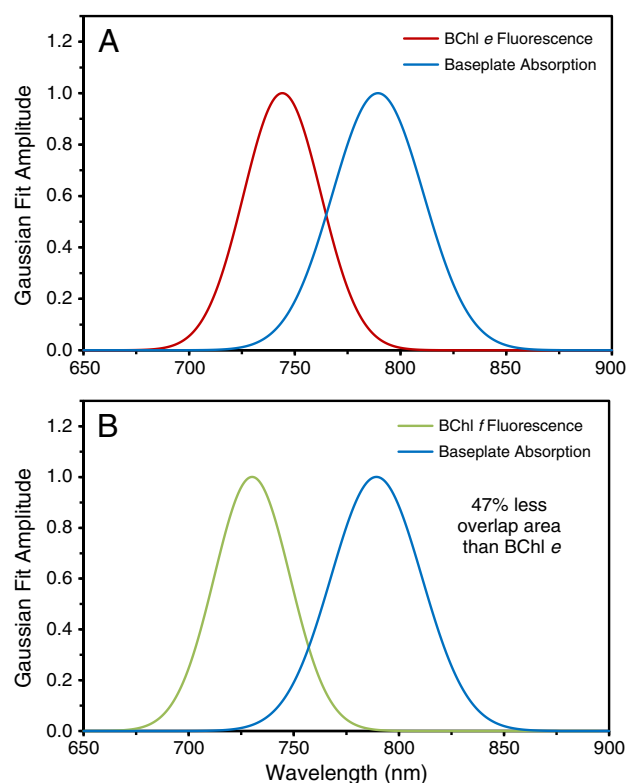 A
BChl e Fluorescence
Baseplate Absorption
Gaussian Fit Amplitude
1.2
1.0
0.8
0.6
0.4
0.2
0.0
650 700 750 800 850 900
B
BChl f Fluorescence
Baseplate Absorption
47% less
overlap area
than BChl e
Gaussian Fit Amplitude
1.2
1.0
0.8
0.6
0.4
0.2
0.0
650 700 750 800 850 900
Wavelength (nm)